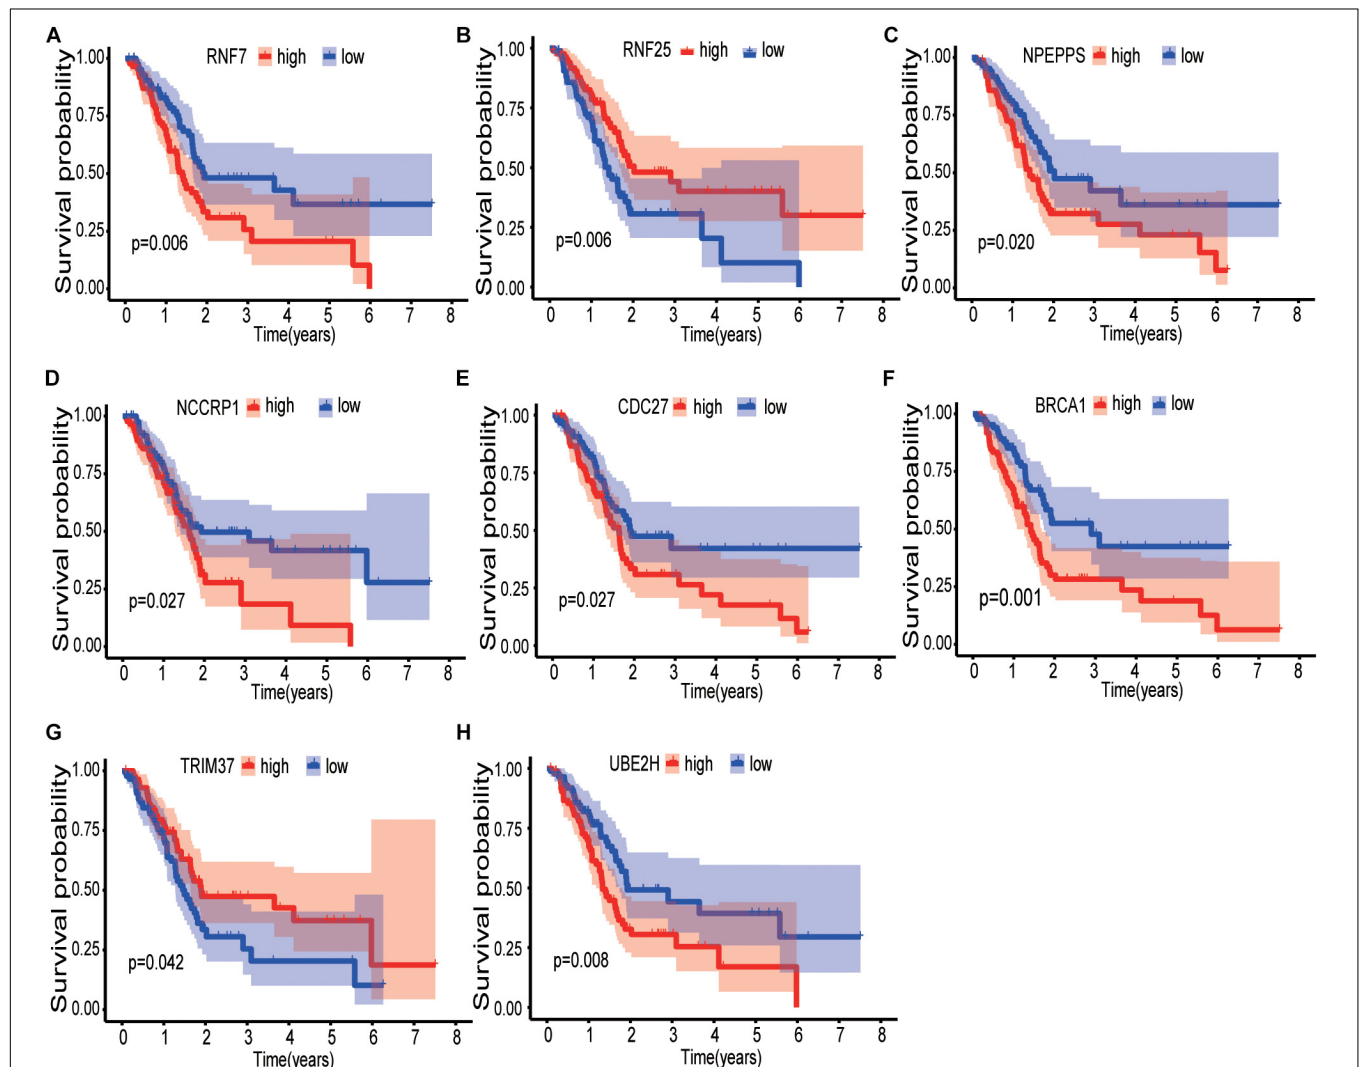 A
RNF7 high low
Survival probability
1.00
0.75
0.50
0.25
0.00
p=0.006
0 1 2 3 4 5 6 7 8
Time(years)
B
RNF25 high low
Survival probability
1.00
0.75
0.50
0.25
0.00
p=0.006
0 1 2 3 4 5 6 7 8
Time(years)
C
NPEPPS high low
Survival probability
1.00
0.75
0.50
0.25
0.00
p=0.020
0 1 2 3 4 5 6 7 8
Time(years)
D
NCCRP1 high low
Survival probability
1.00
0.75
0.50
0.25
0.00
p=0.027
0 1 2 3 4 5 6 7 8
Time(years)
E
CDC27 high low
Survival probability
1.00
0.75
0.50
0.25
0.00
p=0.027
0 1 2 3 4 5 6 7 8
Time(years)
F
BRCA1 high low
Survival probability
1.00
0.75
0.50
0.25
0.00
p=0.001
0 1 2 3 4 5 6 7 8
Time(years)
G
TRIM37 high low
Survival probability
1.00
0.75
0.50
0.25
0.00
p=0.042
0 1 2 3 4 5 6 7 8
Time(years)
H
UBE2H high low
Survival probability
1.00
0.75
0.50
0.25
0.00
p=0.008
0 1 2 3 4 5 6 7 8
Time(years)